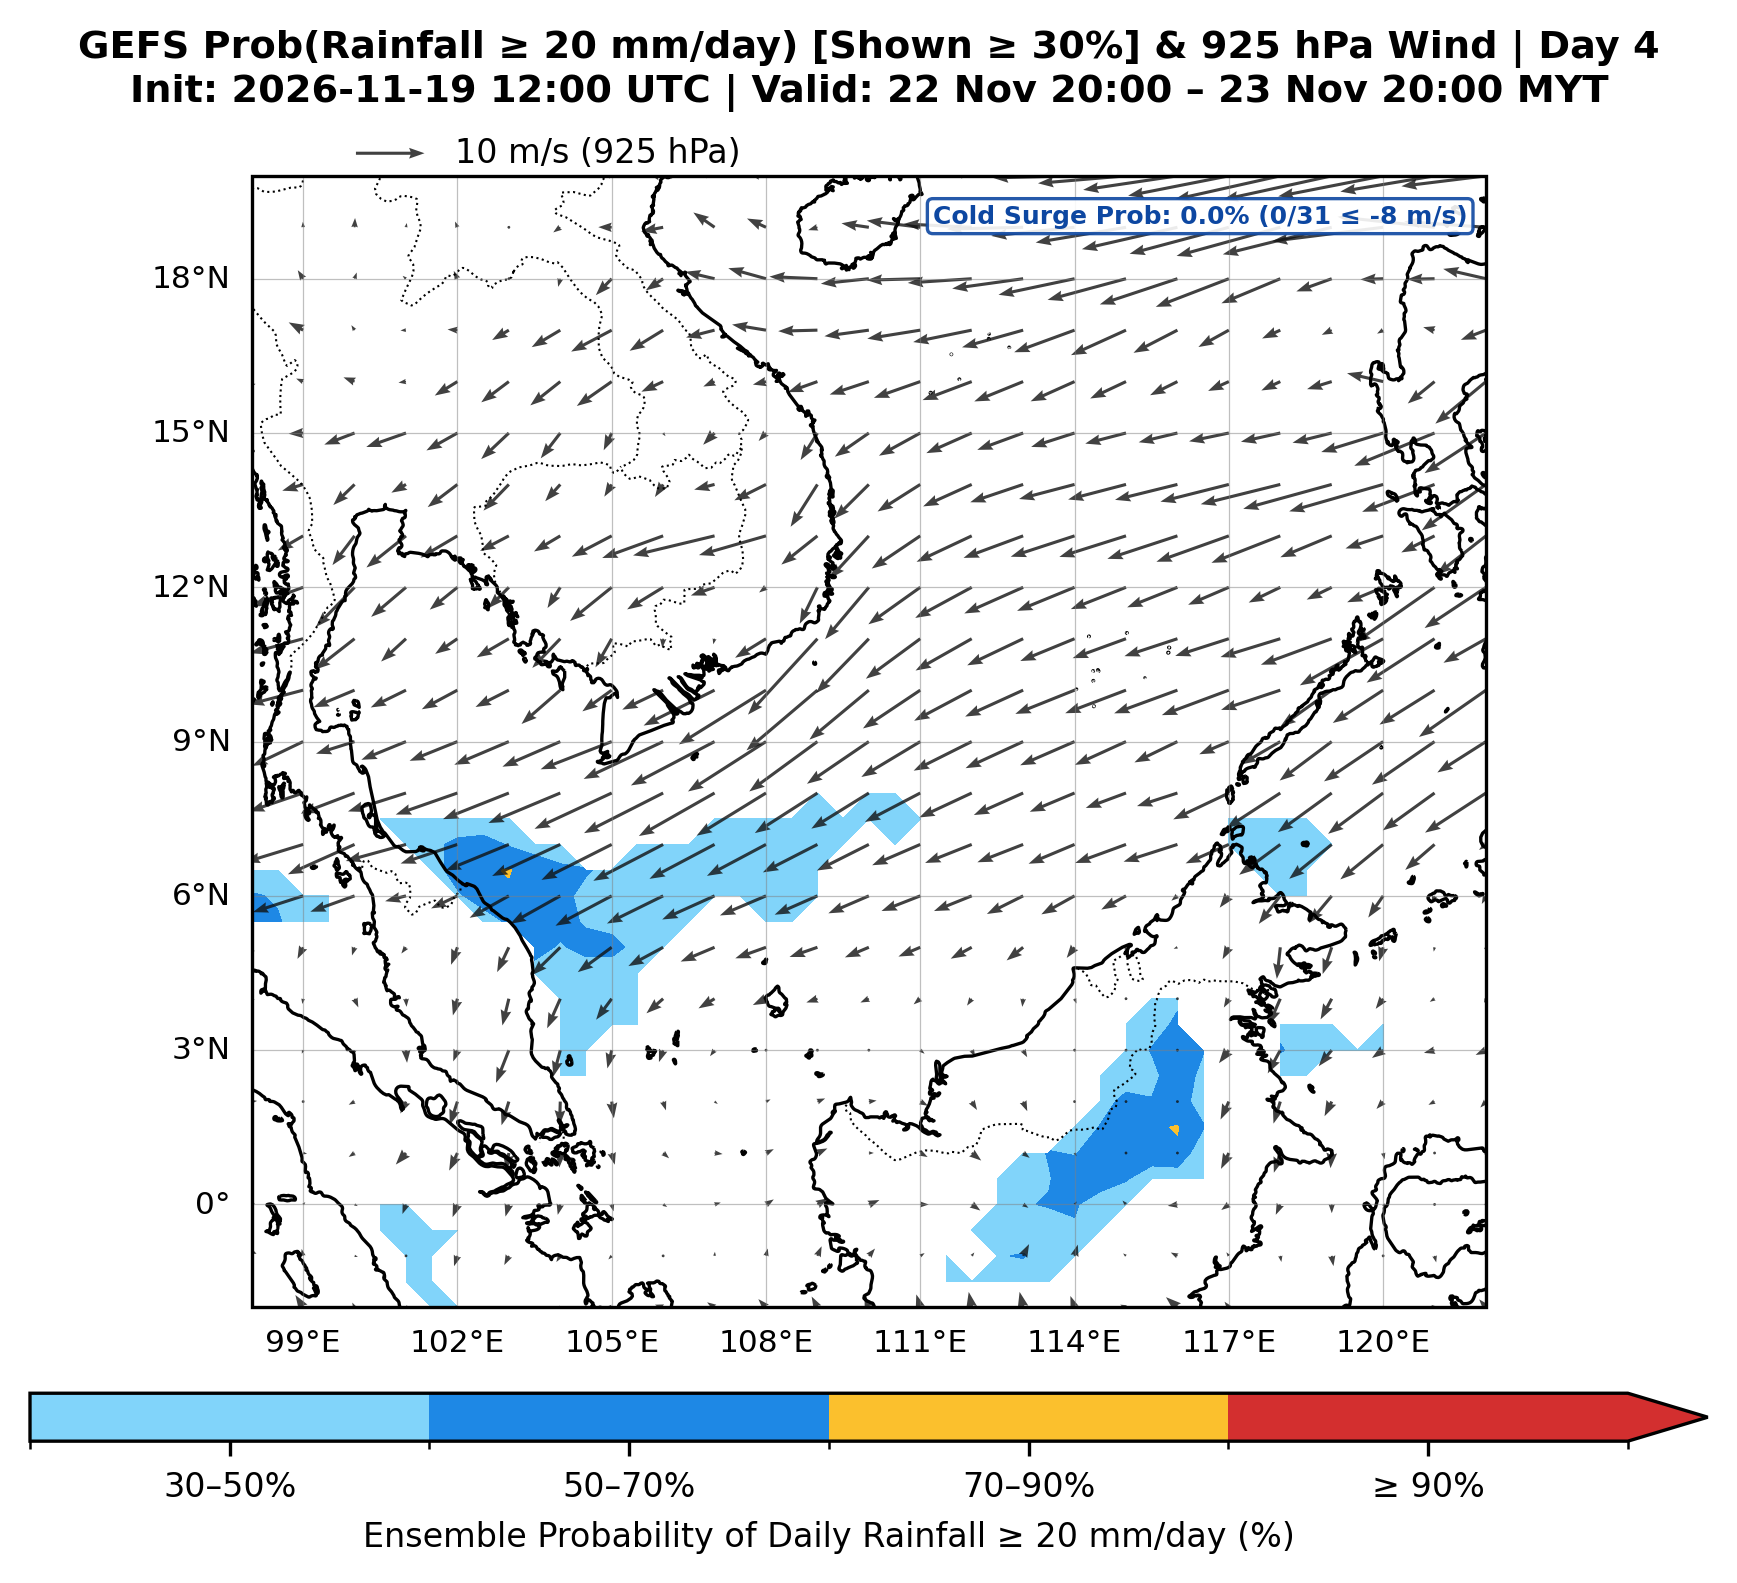 GEFS Prob(Rainfall ≥ 20 mm/day) [Shown ≥ 30%] & 925 hPa Wind | Day 4
Init: 2026-11-19 12:00 UTC | Valid: 22 Nov 20:00 – 23 Nov 20:00 MYT
10 m/s (925 hPa)
Cold Surge Prob: 0.0% (0/31 ≤ -8 m/s)
18°N
15°N
12°N
9°N
6°N
3°N
0°
99°E 102°E 105°E 108°E 111°E 114°E 117°E 120°E
30–50% 50–70% 70–90% ≥ 90%
Ensemble Probability of Daily Rainfall ≥ 20 mm/day (%)